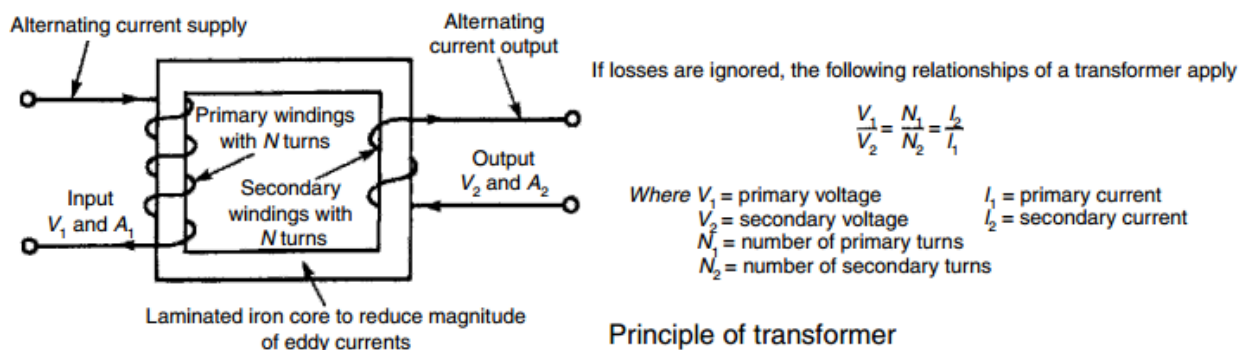 Alternating current supply
Alternating
current output
Primary windings
with N turns
Secondary
windings with
N turns
Input
V₁ and A₁
Output
V₂ and A₂
Laminated iron core to reduce magnitude
of eddy currents
If losses are ignored, the following relationships of a transformer apply
V₁/V₂ = N₁/N₂ = I₂/I₁
Where V₁ = primary voltage I₁ = primary current
V₂ = secondary voltage I₂ = secondary current
N₁ = number of primary turns
N₂ = number of secondary turns
Principle of transformer